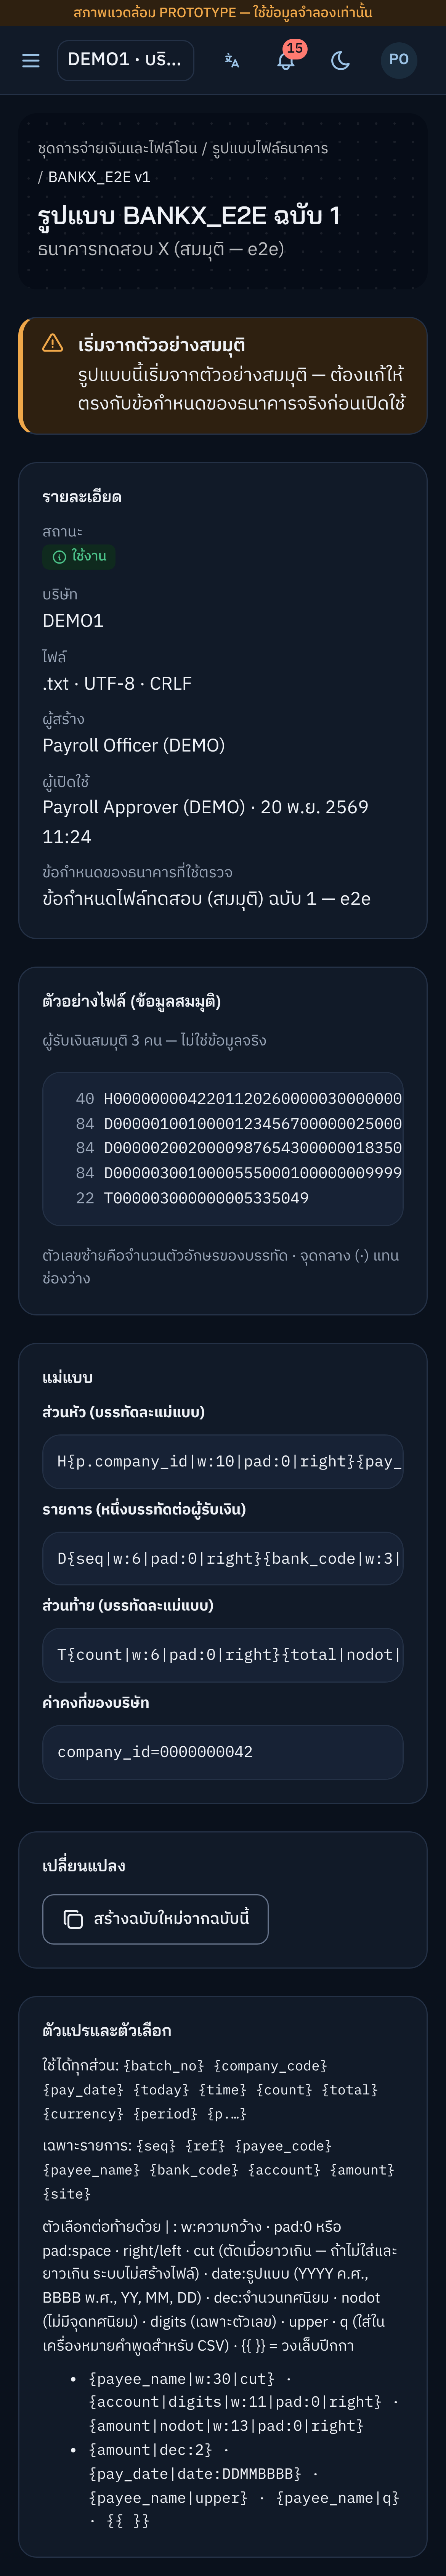 สภาพแวดล้อม PROTOTYPE — ใช้ข้อมูลจำลองเท่านั้น
DEMO1 · บริ...
15
PO
ชุดการจ่ายเงินและไฟล์โอน / รูปแบบไฟล์ธนาคาร
/ BANKX_E2E v1
รูปแบบ BANKX_E2E ฉบับ 1
ธนาคารทดสอบ X (สมมุติ — e2e)
เริ่มจากตัวอย่างสมมุติ
รูปแบบนี้เริ่มจากตัวอย่างสมมุติ — ต้องแก้ให้
ตรงกับข้อกำหนดของธนาคารจริงก่อนเปิดใช้
รายละเอียด
สถานะ
ใช้งาน
บริษัท
DEMO1
ไฟล์
.txt · UTF-8 · CRLF
ผู้สร้าง
Payroll Officer (DEMO)
ผู้เปิดใช้
Payroll Approver (DEMO) · 20 พ.ย. 2569
11:24
ข้อกำหนดของธนาคารที่ใช้ตรวจ
ข้อกำหนดไฟล์ทดสอบ (สมมุติ) ฉบับ 1 — e2e
ตัวอย่างไฟล์ (ข้อมูลสมมุติ)
ผู้รับเงินสมมุติ 3 คน — ไม่ใช่ข้อมูลจริง
40 H0000000042201120260000030000000
84 D0000010010000123456700000025000
84 D0000020020000987654300000018350
84 D0000030010000555000100000009999
22 T000003000000005335049
ตัวเลขซ้ายคือจำนวนตัวอักษรของบรรทัด · จุดกลาง (·) แทน
ช่องว่าง
แม่แบบ
ส่วนหัว (บรรทัดละแม่แบบ)
H{p.company_id|w:10|pad:0|right}{pay_
รายการ (หนึ่งบรรทัดต่อผู้รับเงิน)
D{seq|w:6|pad:0|right}{bank_code|w:3|
ส่วนท้าย (บรรทัดละแม่แบบ)
T{count|w:6|pad:0|right}{total|nodot|
ค่าคงที่ของบริษัท
company_id=0000000042
เปลี่ยนแปลง
สร้างฉบับใหม่จากฉบับนี้
ตัวแปรและตัวเลือก
ใช้ได้ทุกส่วน: {batch_no} {company_code}
{pay_date} {today} {time} {count} {total}
{currency} {period} {p.…}
เฉพาะรายการ: {seq} {ref} {payee_code}
{payee_name} {bank_code} {account} {amount}
{site}
ตัวเลือกต่อท้ายด้วย | : w:ความกว้าง · pad:0 หรือ
pad:space · right/left · cut (ตัดเมื่อยาวเกิน — ถ้าไม่ใส่และ
ยาวเกิน ระบบไม่สร้างไฟล์) · date:รูปแบบ (YYYY ค.ศ.,
BBBB พ.ศ., YY, MM, DD) · dec:จำนวนทศนิยม · nodot
(ไม่มีจุดทศนิยม) · digits (เฉพาะตัวเลข) · upper · q (ใส่ใน
เครื่องหมายคำพูดสำหรับ CSV) · {{ }} = วงเล็บปีกกา
• {payee_name|w:30|cut} ·
{account|digits|w:11|pad:0|right} ·
{amount|nodot|w:13|pad:0|right}
• {amount|dec:2} ·
{pay_date|date:DDMMBBBB} ·
{payee_name|upper} · {payee_name|q}
· {{ }}